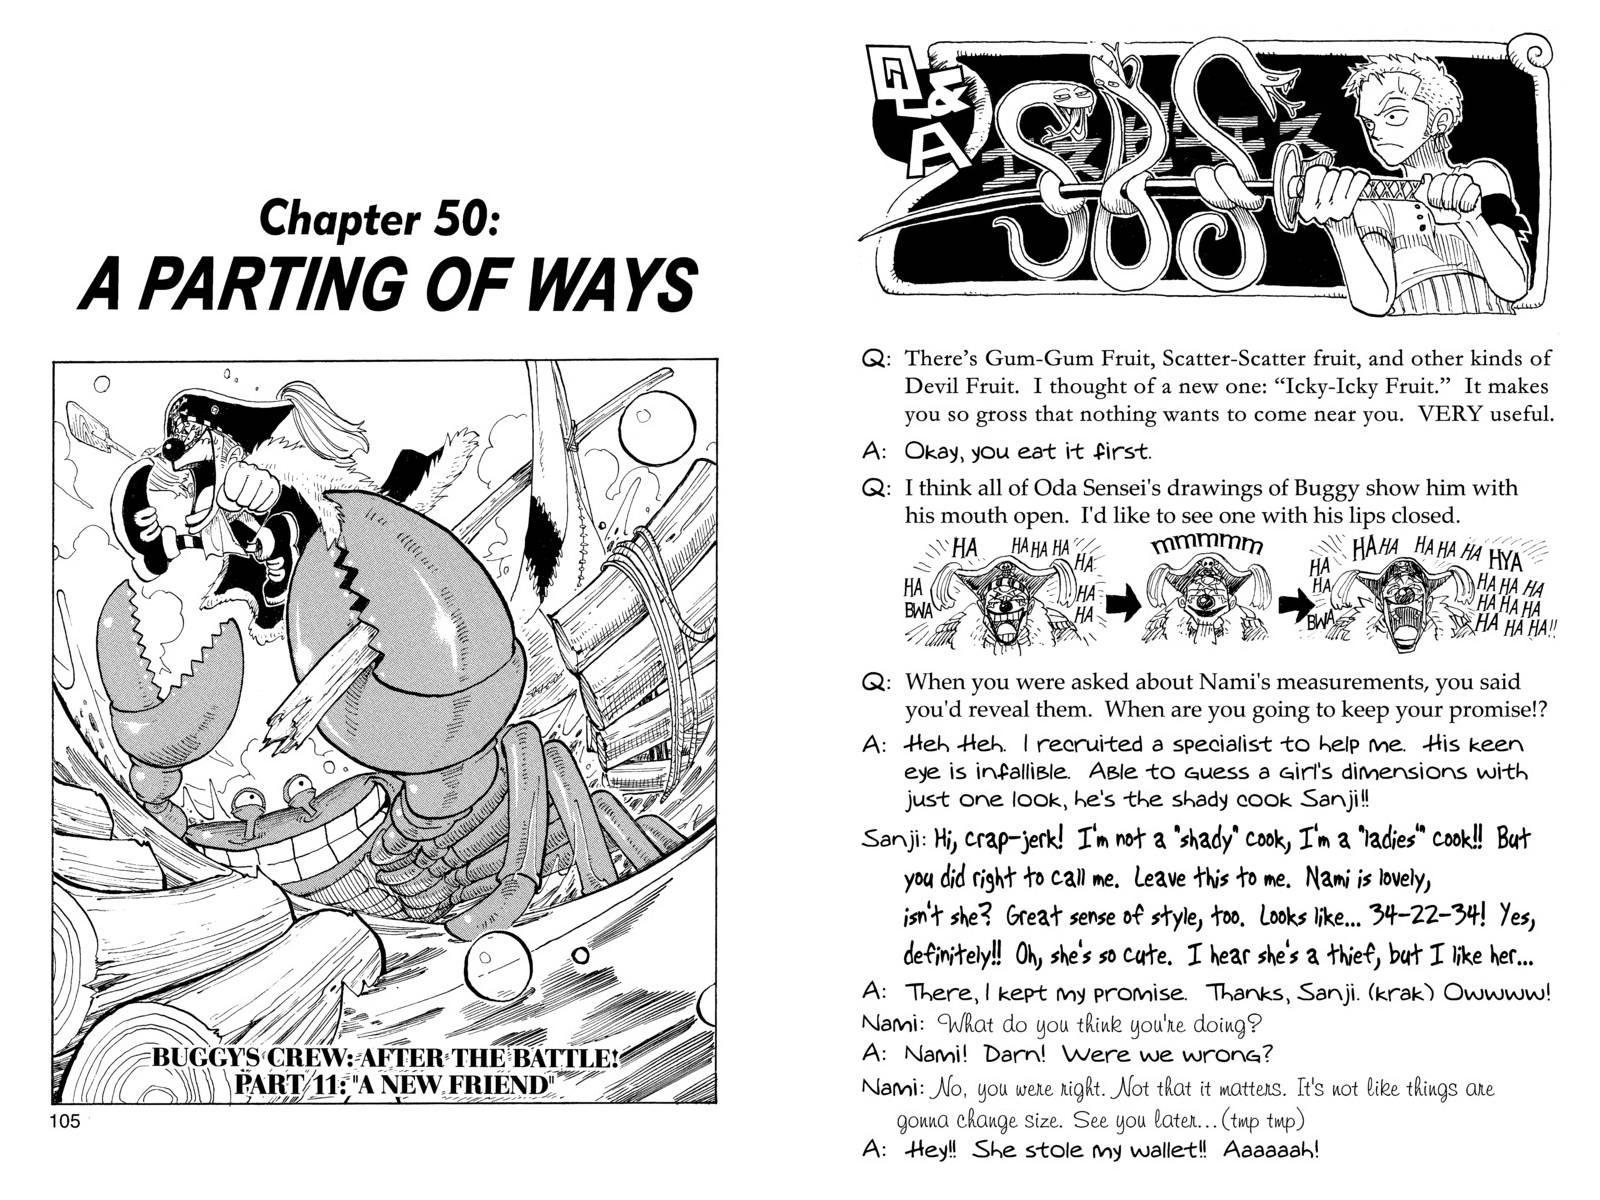 Chapter 50:
A PARTING OF WAYS
BUGGY'S CREW: AFTER THE BATTLE!
PART 11: "A NEW FRIEND"
105
Q&A
SBS
Q: There's Gum-Gum Fruit, Scatter-Scatter fruit, and other kinds of
Devil Fruit. I thought of a new one: “Icky-Icky Fruit.” It makes
you so gross that nothing wants to come near you. VERY useful.
A: Okay, you eat it first.
Q: I think all of Oda Sensei's drawings of Buggy show him with
his mouth open. I'd like to see one with his lips closed.
HA
HA HA HA
HA
HA
BWA
HA
HA
mmmmmm
HAHA
HA HA HA
HYA
HA
HA
BWA
HA HA HA
HA HA HA
HA HA HA!!
Q: When you were asked about Nami's measurements, you said
you'd reveal them. When are you going to keep your promise!?
A: Heh Heh. I recruited a specialist to help me. His keen
eye is infallible. Able to guess a girl's dimensions with
just one look, he's the shady cook Sanji!!
Sanji: Hi, crap-jerk! I'm not a "shady" cook, I'm a "ladies'" cook!! But
you did right to call me. Leave this to me. Nami is lovely,
isn't she? Great sense of style, too. Looks like... 34-22-34! Yes,
definitely!! Oh, she's so cute. I hear she's a thief, but I like her...
A: There, I kept my promise. Thanks, Sanji. (krak) Owwww!
Nami: What do you think you're doing?
A: Nami! Darn! Were we wrong?
Nami: No, you were right. Not that it matters. It's not like things are
gonna change size. See you later...(tmp tmp)
A: Hey!! She stole my wallet!! Aaaaaah!